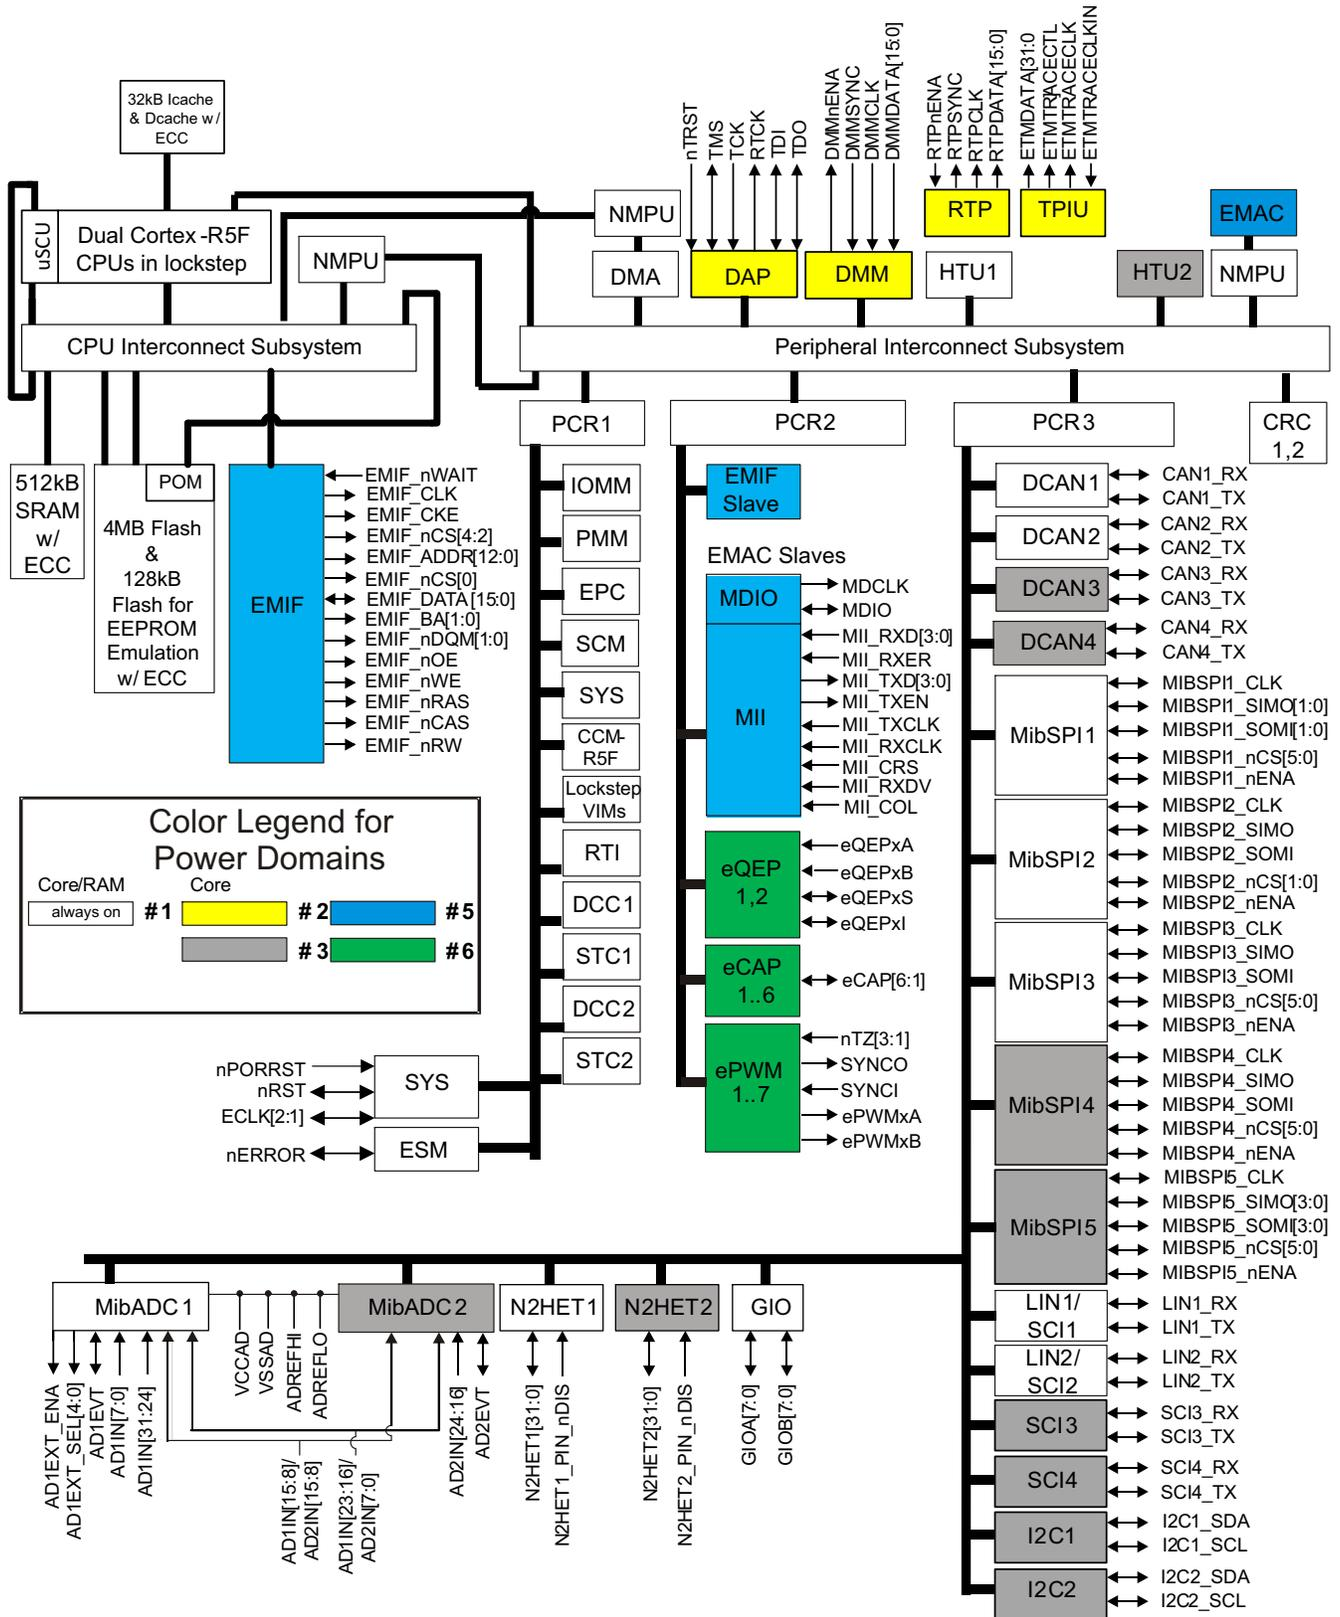 32kB Icache
& Dcache w/
ECC
uSCU
Dual Cortex -R5F
CPUs in lockstep
NMPU
NMPU
DMA
nTRST
TMS
TCK
RTCK
TDI
TDO
DAP
DMMnENA
DMMSYNC
DMMCLK
DMMDATA[15:0]
DMM
RTPnENA
RTPSYNC
RTPCLK
RTPDATA[15:0]
RTP
ETMDATA[31:0
ETMTRACECTL
ETMTRACECLK
ETMTRACECLKIN
TPIU
HTU1
HTU2
EMAC
NMPU
CPU Interconnect Subsystem
Peripheral Interconnect Subsystem
PCR1
PCR2
PCR3
CRC
1,2
512kB
SRAM
w/
ECC
POM
4MB Flash
&
128kB
Flash for
EEPROM
Emulation
w/ ECC
EMIF
EMIF_nWAIT
EMIF_CLK
EMIF_CKE
EMIF_nCS[4:2]
EMIF_ADDR[12:0]
EMIF_nCS[0]
EMIF_DATA[15:0]
EMIF_BA[1:0]
EMIF_nDQM[1:0]
EMIF_nOE
EMIF_nWE
EMIF_nRAS
EMIF_nCAS
EMIF_nRW
IOMM
PMM
EPC
SCM
SYS
CCM-
R5F
Lockstep
VIMs
RTI
DCC1
STC1
DCC2
STC2
EMIF
Slave
EMAC Slaves
MDIO
MDCLK
MDIO
MII
MII_RXD[3:0]
MII_RXER
MII_TXD[3:0]
MII_TXEN
MII_TXCLK
MII_RXCLK
MII_CRS
MII_RXDV
MII_COL
eQEP
1,2
eQEPxA
eQEPxB
eQEPxS
eQEPxI
eCAP
1..6
eCAP[6:1]
ePWM
1..7
nTZ[3:1]
SYNCO
SYNCI
ePWMxA
ePWMxB
DCAN1
CAN1_RX
CAN1_TX
DCAN2
CAN2_RX
CAN2_TX
DCAN3
CAN3_RX
CAN3_TX
DCAN4
CAN4_RX
CAN4_TX
MibSPI1
MIBSPI1_CLK
MIBSPI1_SIMO[1:0]
MIBSPI1_SOMI[1:0]
MIBSPI1_nCS[5:0]
MIBSPI1_nENA
MibSPI2
MIBSPI2_CLK
MIBSPI2_SIMO
MIBSPI2_SOMI
MIBSPI2_nCS[1:0]
MIBSPI2_nENA
MibSPI3
MIBSPI3_CLK
MIBSPI3_SIMO
MIBSPI3_SOMI
MIBSPI3_nCS[5:0]
MIBSPI3_nENA
MibSPI4
MIBSPI4_CLK
MIBSPI4_SIMO
MIBSPI4_SOMI
MIBSPI4_nCS[5:0]
MIBSPI4_nENA
MibSPI5
MIBSPI5_CLK
MIBSPI5_SIMO[3:0]
MIBSPI5_SOMI[3:0]
MIBSPI5_nCS[5:0]
MIBSPI5_nENA
LIN1/
SCI1
LIN1_RX
LIN1_TX
LIN2/
SCI2
LIN2_RX
LIN2_TX
SCI3
SCI3_RX
SCI3_TX
SCI4
SCI4_RX
SCI4_TX
I2C1
I2C1_SDA
I2C1_SCL
I2C2
I2C2_SDA
I2C2_SCL
Color Legend for
Power Domains
Core/RAM
Core
always on
#1
#2
#5
#3
#6
nPORRST
nRST
ECLK[2:1]
SYS
nERROR
ESM
MibADC1
MibADC2
N2HET1
N2HET2
GIO
AD1EXT_ENA
AD1EXT_SEL[4:0]
AD1EVT
AD1IN[7:0]
AD1IN[31:24]
VCCAD
VSSAD
ADREFHI
ADREFLO
AD1IN[15:8]/
AD2IN[15:8]
AD1IN[23:16]/
AD2IN[7:0]
AD2IN[24:16]
AD2EVT
N2HET1[31:0]
N2HET1_PIN_nDIS
N2HET2[31:0]
N2HET2_PIN_nDIS
GIOA[7:0]
GIOB[7:0]